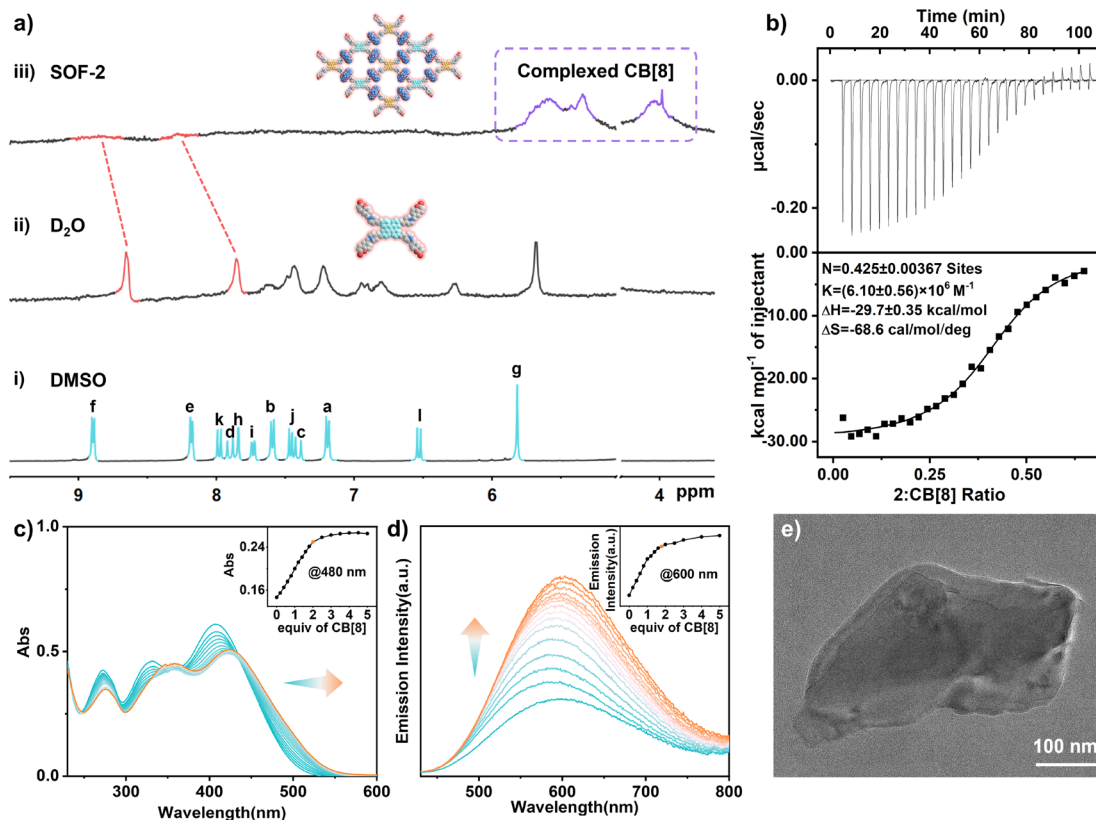 a)
iii) SOF-2
Complexed CB[8]
ii) D₂O
i) DMSO
f e k d h i b j c a l g
9 8 7 6 4 ppm
b)
Time (min)
0 20 40 60 80 100
0.00
-0.20
µcal/sec
0.00
-10.00
-20.00
-30.00
kcal mol⁻¹ of injectant
N=0.425±0.00367 Sites
K=(6.10±0.56)×10⁶ M⁻¹
ΔH=-29.7±0.35 kcal/mol
ΔS=-68.6 cal/mol/deg
0.00 0.25 0.50
2:CB[8] Ratio
c)
1.0
0.5
0.0
Abs
300 400 500 600
Wavelength(nm)
0.24
0.16
Abs
@480 nm
0 1 2 3 4 5
equiv of CB[8]
d)
Emission Intensity(a.u.)
500 600 700 800
Wavelength(nm)
Emission
Intensity(a.u.)
@600 nm
0 1 2 3 4 5
equiv of CB[8]
e)
100 nm